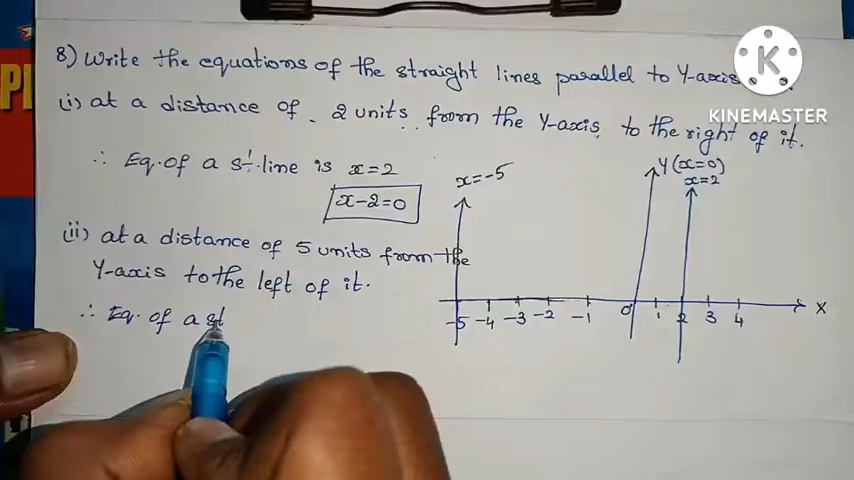 8) Write the equations of the straight lines parallel to Y-axis
K
KINEMASTER
(i) at a distance of 2 units from the Y-axis, to the right of it.
∴ Eq. of a st. line is x=2
x-2=0
x=-5
Y(x=0)
x=2
(ii) at a distance of 5 units from the
Y-axis to the left of it.
∴ Eq. of a st
-5 -4 -3 -2 -1 0 1 2 3 4 X